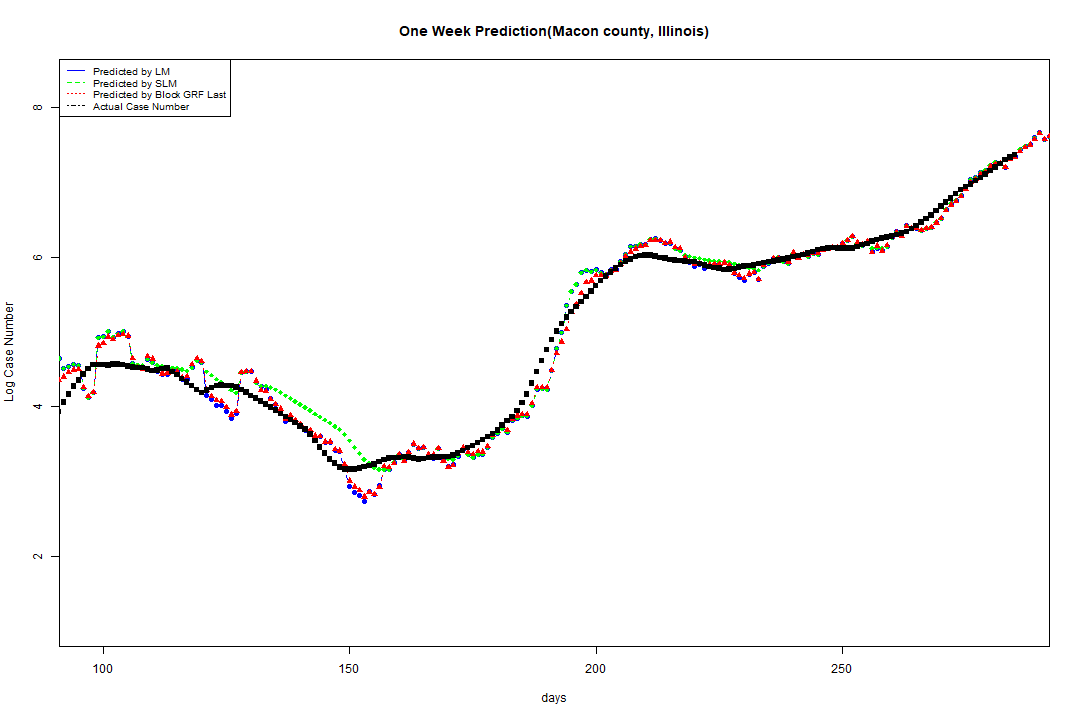 One Week Prediction(Macon county, Illinois)
Predicted by LM
Predicted by SLM
Predicted by Block GRF Last
Actual Case Number
8
6
4
2
Log Case Number
100 150 200 250
days